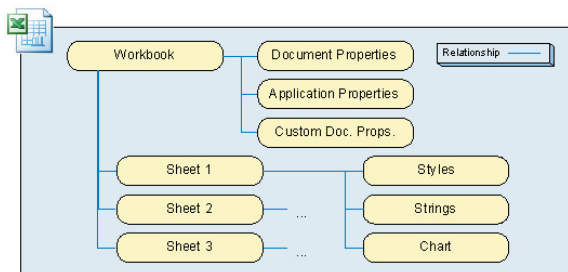 Workbook
Document Properties
Relationship
Application Properties
Custom Doc. Props.
Sheet 1
Styles
Sheet 2
...
Strings
Sheet 3
...
Chart